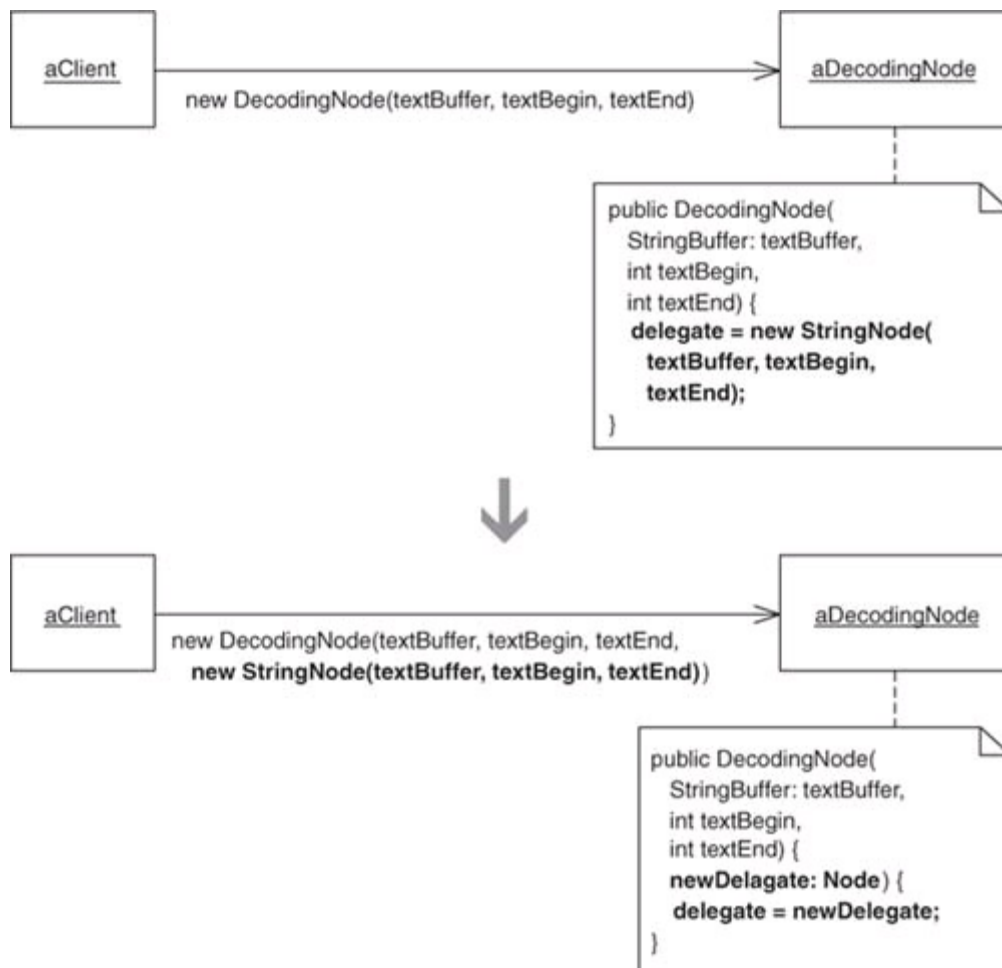 aClient
aDecodingNode
new DecodingNode(textBuffer, textBegin, textEnd)
public DecodingNode(
StringBuffer: textBuffer,
int textBegin,
int textEnd) {
delegate = new StringNode(
textBuffer, textBegin,
textEnd);
}
aClient
aDecodingNode
new DecodingNode(textBuffer, textBegin, textEnd,
new StringNode(textBuffer, textBegin, textEnd))
public DecodingNode(
StringBuffer: textBuffer,
int textBegin,
int textEnd) {
newDelagate: Node) {
delegate = newDelegate;
}